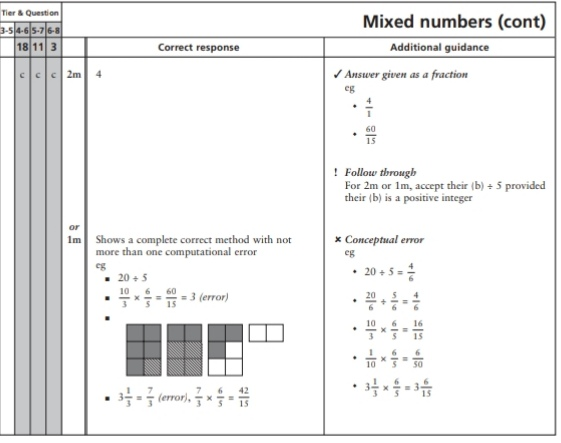 Tier & Question
3-5 4-6 5-7 6-8
18 11 3
Mixed numbers (cont)
Correct response
Additional guidance
c c c 2m 4
✓ Answer given as a fraction
eg
• 4/1
• 60/15
! Follow through
For 2m or 1m, accept their (b) ÷ 5 provided
their (b) is a positive integer
or
1m Shows a complete correct method with not
more than one computational error
eg
▪ 20 ÷ 5
▪ 10/3 × 6/5 = 60/15 = 3 (error)
▪
▪ 3 1/3 = 7/3 (error), 7/3 × 6/5 = 42/15
× Conceptual error
eg
• 20 ÷ 5 = 4/6
• 20/6 ÷ 5/6 = 4/6
• 10/3 × 6/5 = 16/15
• 1/10 × 6/5 = 6/50
• 3 1/3 × 6/5 = 3 6/15